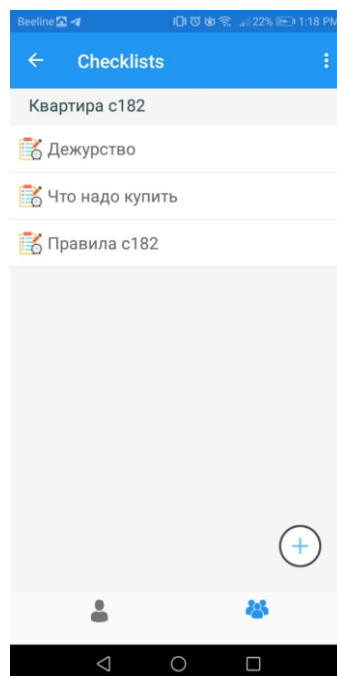 Beeline 22% 1:18 PM
Checklists
Квартира с182
Дежурство
Что надо купить
Правила с182